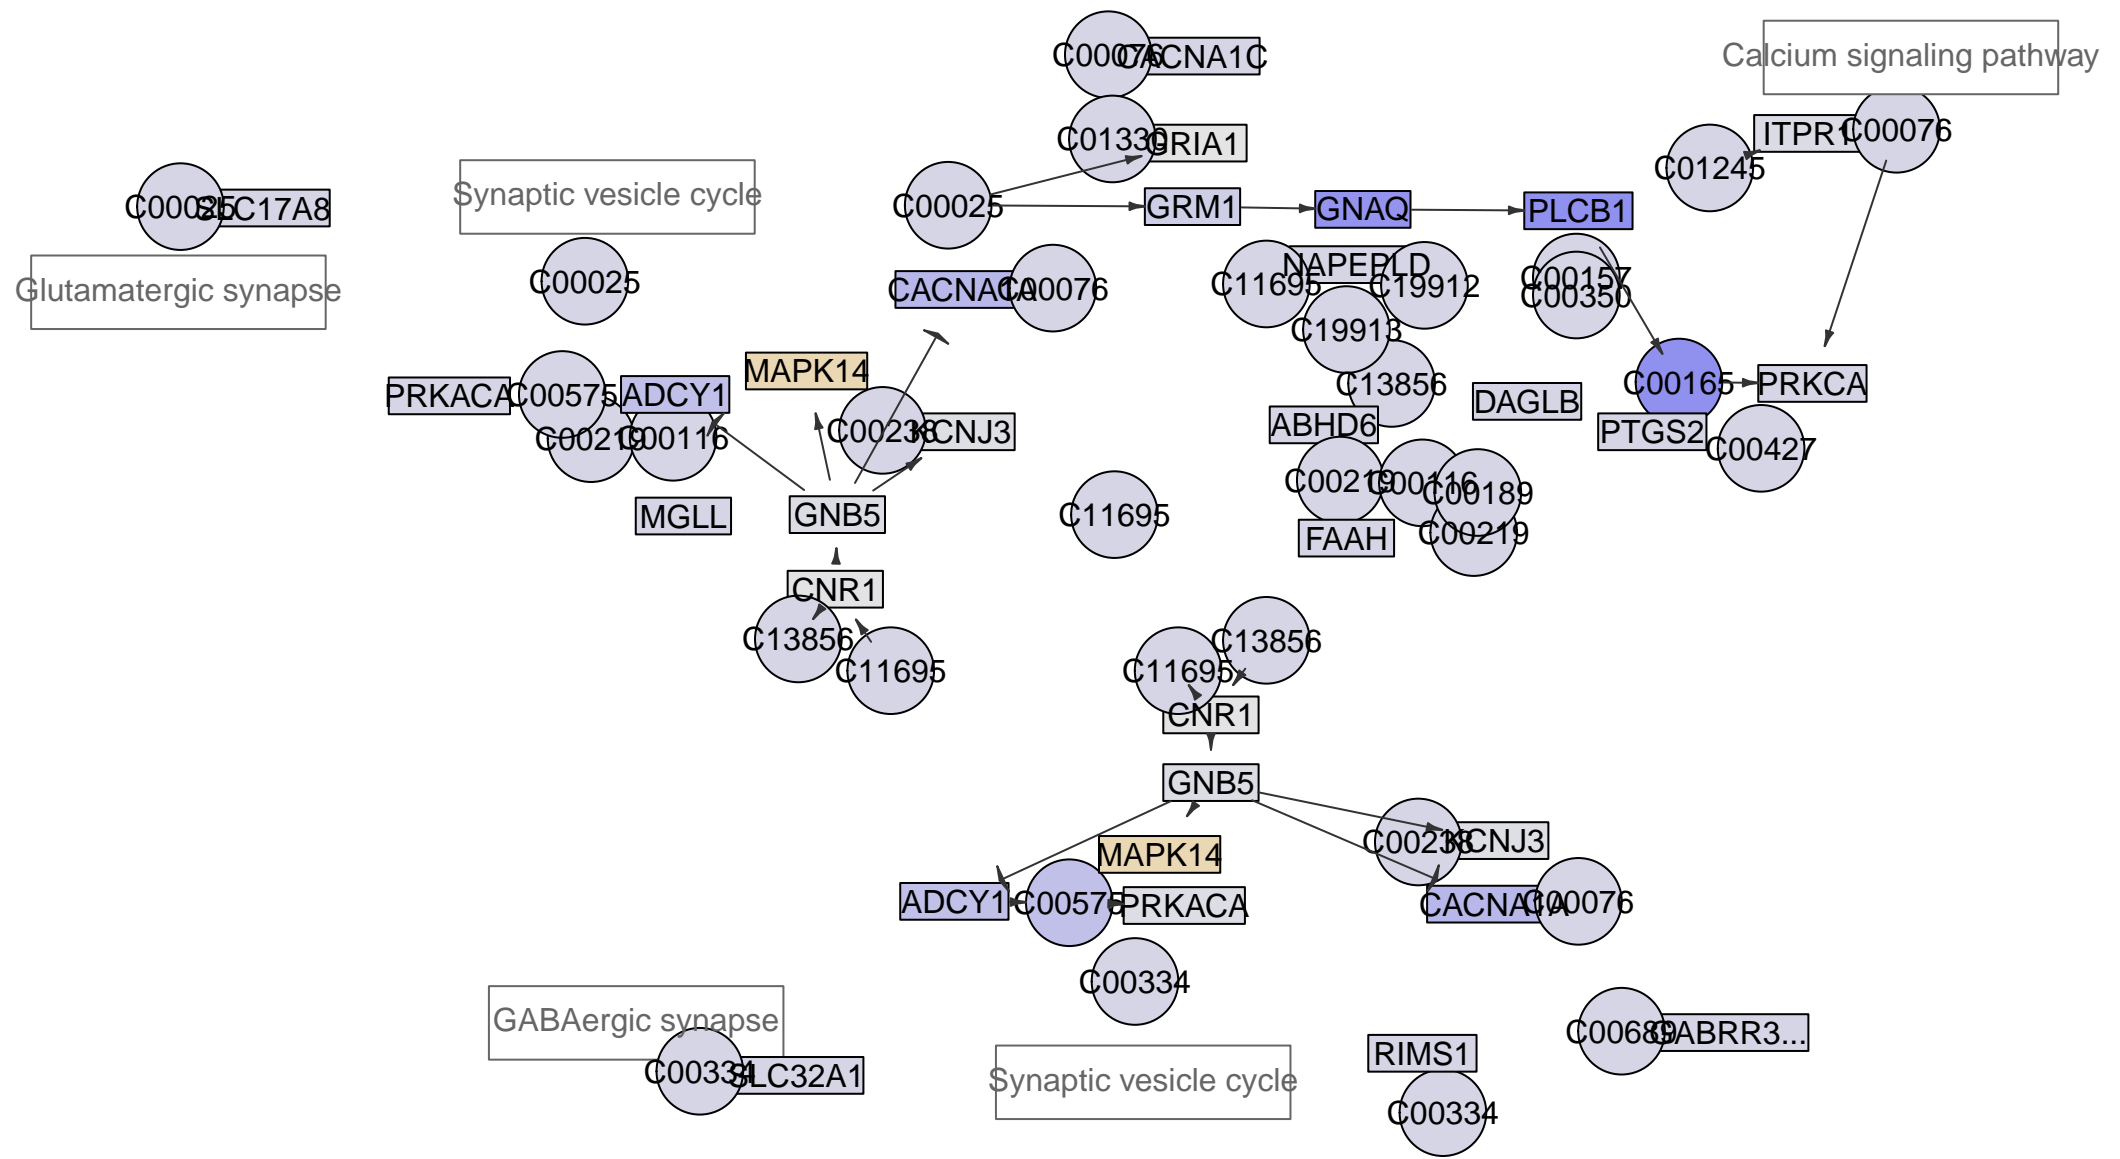 C00076
CACNA1C
Calcium signaling pathway
C01330
GRIA1
ITPR1
C00076
C01245
C00025
SLC17A8
Synaptic vesicle cycle
C00025
GRM1
GNAQ
PLCB1
Glutamatergic synapse
C00025
CACNA1A
C00076
C11695
NAPEPLD
C19912
C00157
C00350
C19913
PRKACA
C00575
ADCY1
MAPK14
C13856
DAGLB
C00165
PRKCA
C00219
C00116
C00238
KCNJ3
ABHD6
PTGS2
C00427
MGLL
GNB5
C11695
C00219
C00116
C00189
C00219
FAAH
CNR1
C13856
C11695
C11695
C13856
CNR1
GNB5
MAPK14
C00238
KCNJ3
ADCY1
C00575
PRKACA
CACNA1A
C00076
C00334
GABAergic synapse
C00334
SLC32A1
Synaptic vesicle cycle
RIMS1
C00334
C00689
GABRR3...